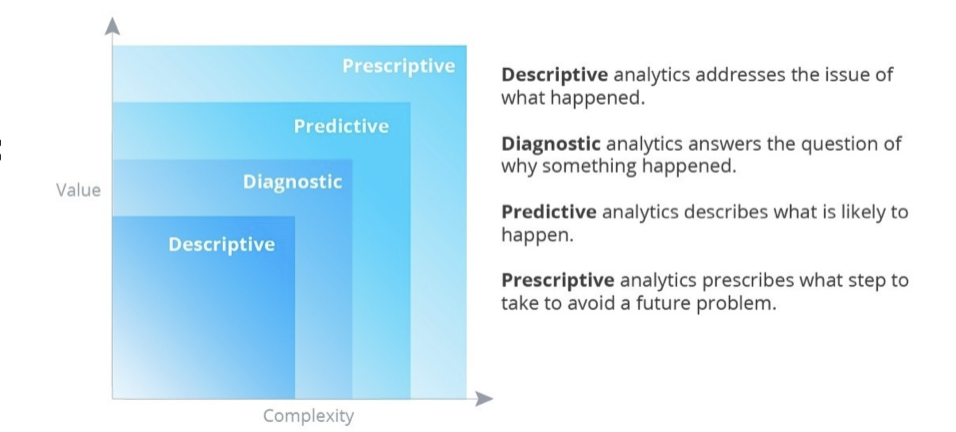 Prescriptive
Predictive
Diagnostic
Descriptive
Value
Complexity
Descriptive analytics addresses the issue of
what happened.
Diagnostic analytics answers the question of
why something happened.
Predictive analytics describes what is likely to
happen.
Prescriptive analytics prescribes what step to
take to avoid a future problem.